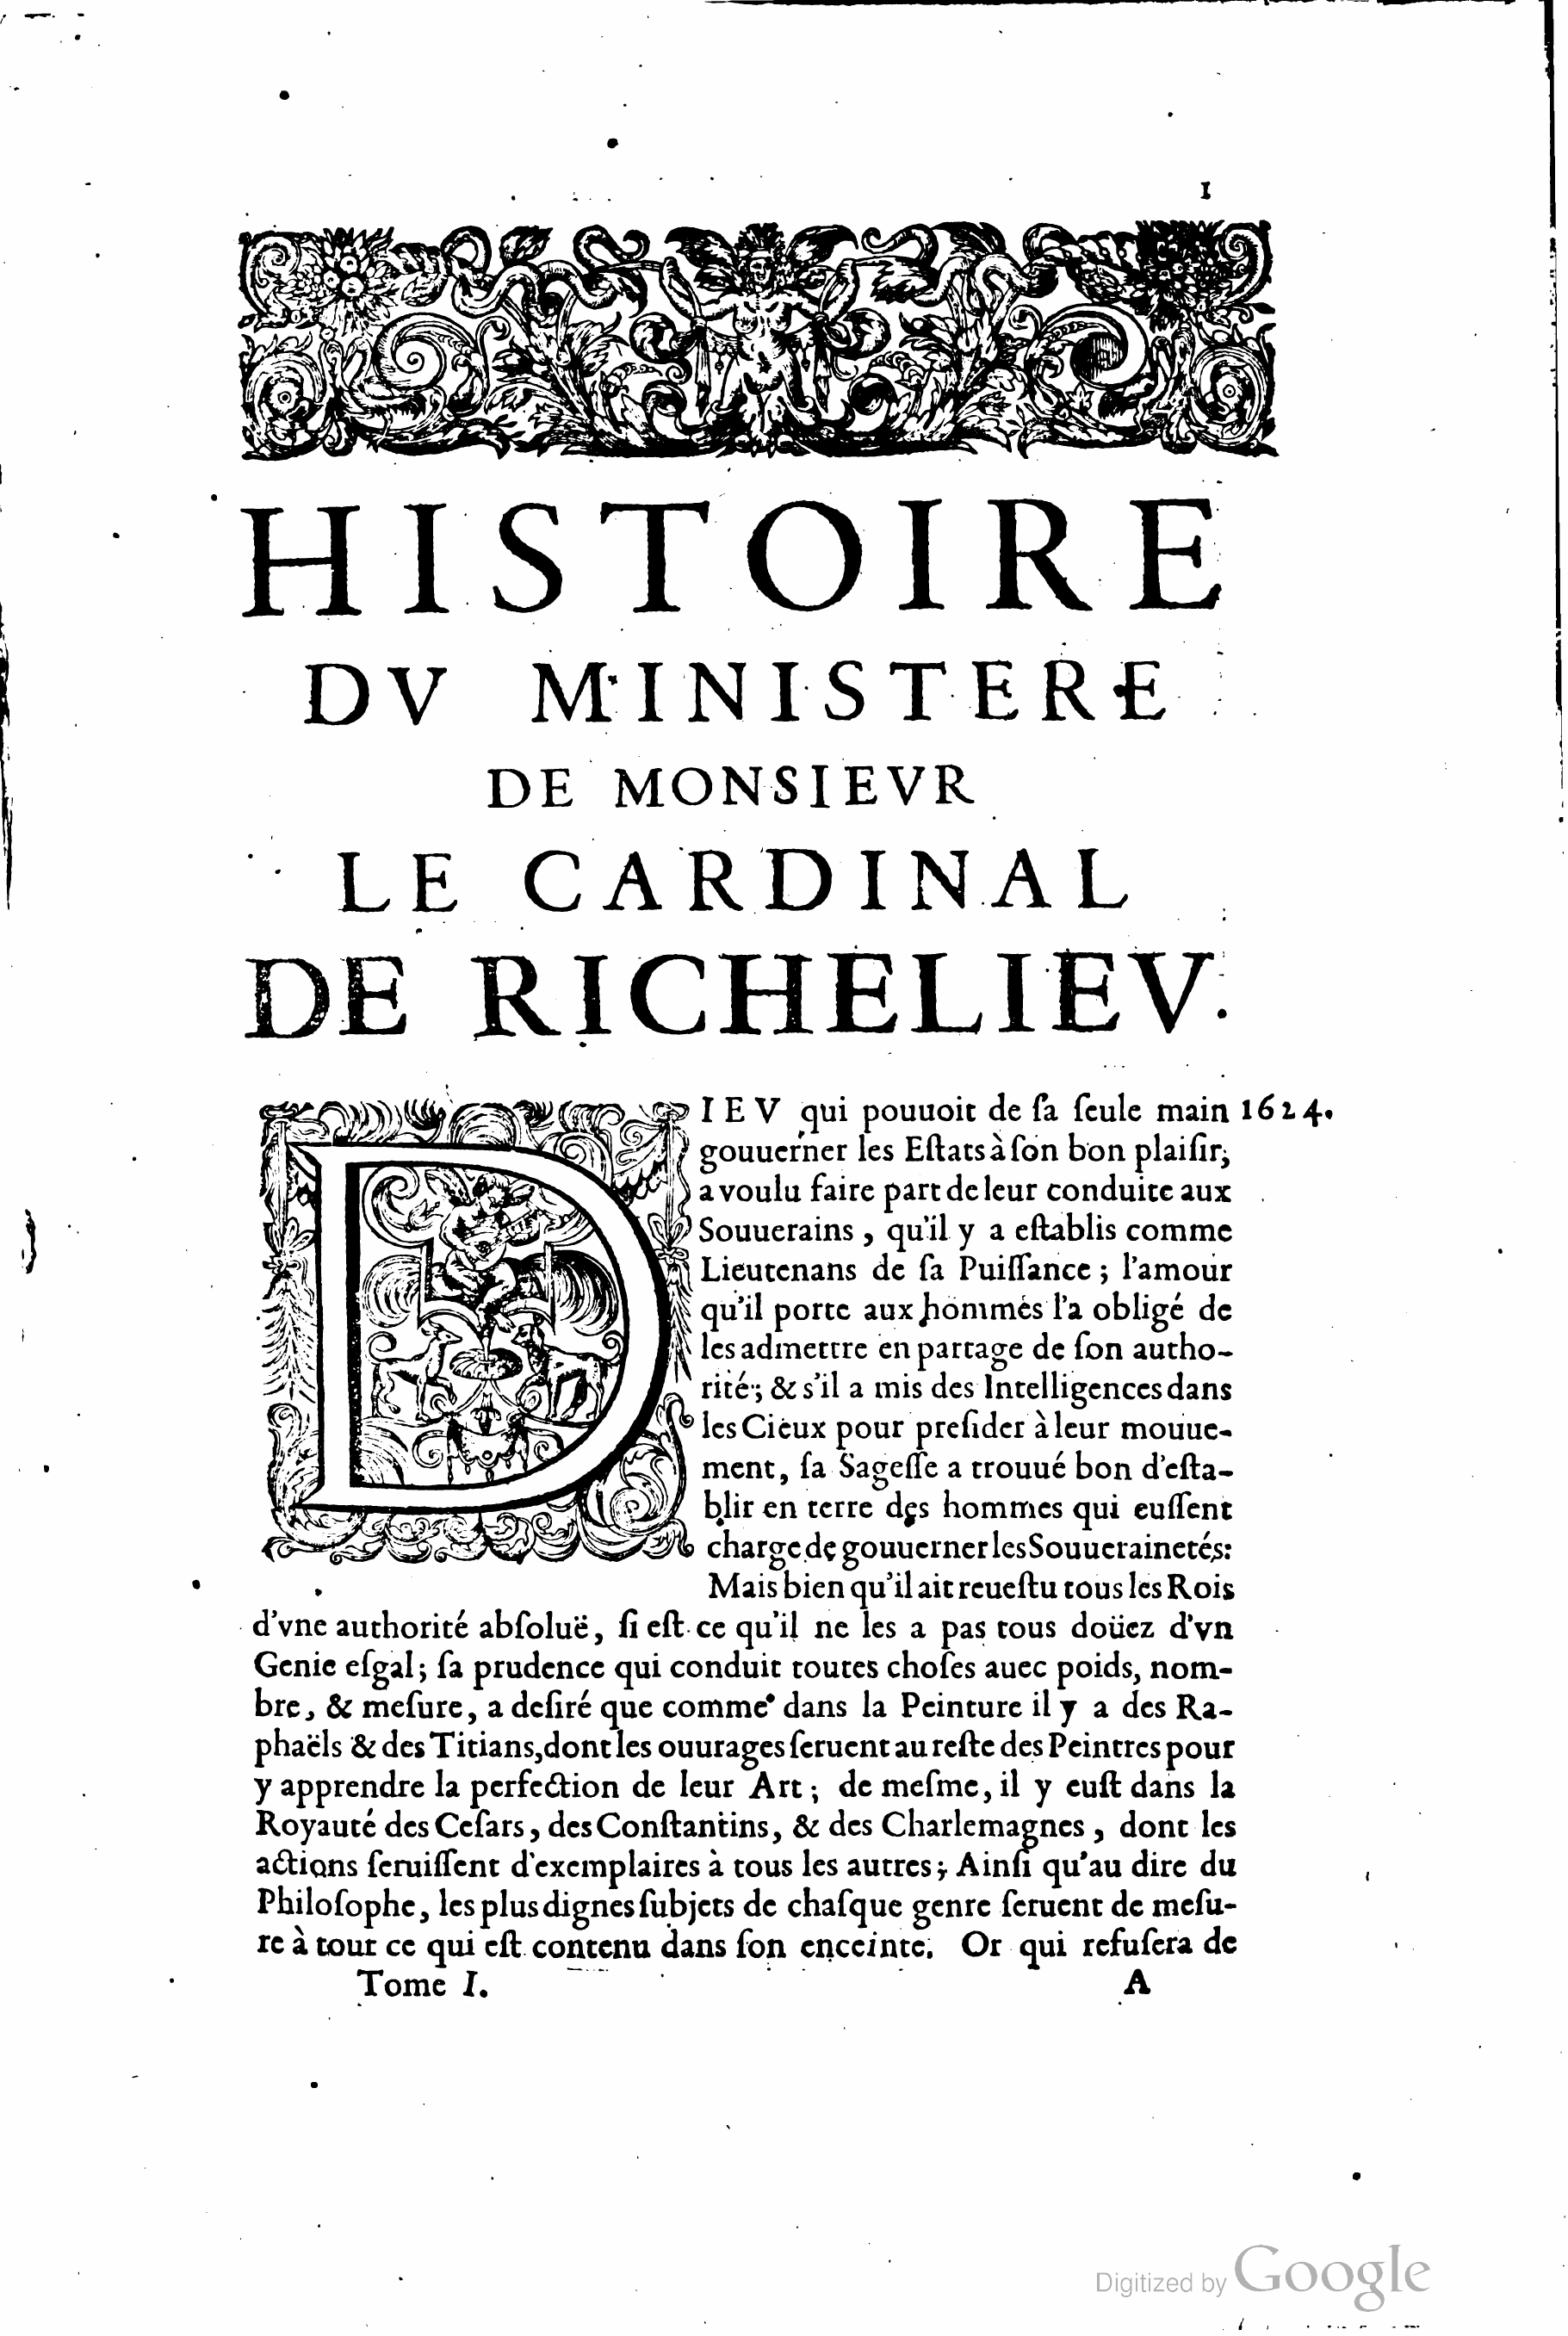 1
HISTOIRE
DV MINISTERE
DE MONSIEVR
LE CARDINAL
DE RICHELIEV.
DIEV qui pouuoit de ſa ſeule main 1624.
gouuerner les Eſtats à ſon bon plaiſir,
a voulu faire part de leur conduite aux
Souuerains, qu'il y a eſtablis comme
Lieutenans de ſa Puiſſance; l'amour
qu'il porte aux hommes l'a obligé de
les admettre en partage de ſon autho-
rité; & s'il a mis des Intelligences dans
les Cieux pour preſider à leur mouue-
ment, ſa Sageſſe a trouué bon d'eſta-
blir en terre des hommes qui euſſent
charge de gouuerner les Souuerainetés:
Mais bien qu'il ait reueſtu tous les Rois
d'vne authorité abſoluë, ſi eſt ce qu'il ne les a pas tous doüez d'vn
Genie eſgal; ſa prudence qui conduit toutes choſes auec poids, nom-
bre, & meſure, a deſiré que comme dans la Peinture il y a des Ra-
phaëls & des Titians, dont les ouurages ſeruent au reſte des Peintres pour
y apprendre la perfection de leur Art; de meſme, il y euſt dans la
Royauté des Ceſars, des Conſtantins, & des Charlemagnes, dont les
actions ſeruiſſent d'exemplaires à tous les autres; Ainſi qu'au dire du
Philoſophe, les plus dignes ſubjets de chaſque genre ſeruent de meſu-
re à tout ce qui eſt contenu dans ſon enceinte. Or qui refuſera de
Tome I. A
Digitized by Google